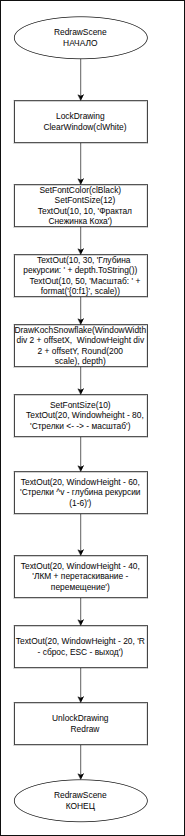 RedrawScene
НАЧАЛО
LockDrawing
ClearWindow(clWhite)
SetFontColor(clBlack)
SetFontSize(12)
TextOut(10, 10, 'Фрактал
Снежинка Коха')
TextOut(10, 30, 'Глубина
рекурсии: ' + depth.ToString())
TextOut(10, 50, 'Масштаб: ' +
format('{0:f1}', scale))
DrawKochSnowflake(WindowWidth
div 2 + offsetX, WindowHeight div
2 + offsetY, Round(200
scale), depth)
SetFontSize(10)
TextOut(20, Windowheight - 80,
'Стрелки <- -> - масштаб')
TextOut(20, WindowHeight - 60,
'Стрелки ^v - глубина рекурсии
(1-6)')
TextOut(20, WindowHeight - 40,
'ЛКМ + перетаскивание -
перемещение')
TextOut(20, WindowHeight - 20, 'R
- сброс, ESC - выход')
UnlockDrawing
Redraw
RedrawScene
КОНЕЦ